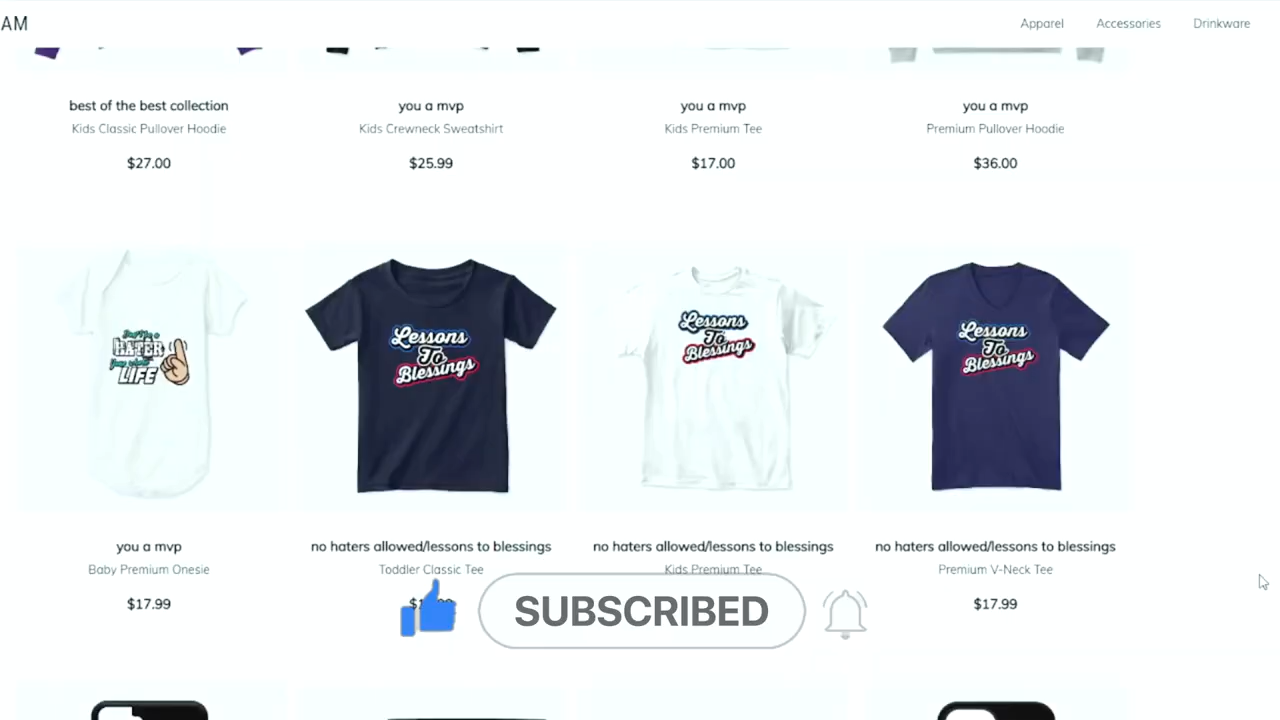 AM
Apparel Accessories Drinkware
best of the best collection
Kids Classic Pullover Hoodie
$27.00
you a mvp
Kids Crewneck Sweatshirt
$25.99
you a mvp
Kids Premium Tee
$17.00
you a mvp
Premium Pullover Hoodie
$36.00
HATER
LIFE
Lessons
To
Blessings
Lessons
To
Blessings
Lessons
To
Blessings
you a mvp
Baby Premium Onesie
$17.99
no haters allowed/lessons to blessings
Toddler Classic Tee
no haters allowed/lessons to blessings
Kids Premium Tee
no haters allowed/lessons to blessings
Premium V-Neck Tee
$17.99
SUBSCRIBED